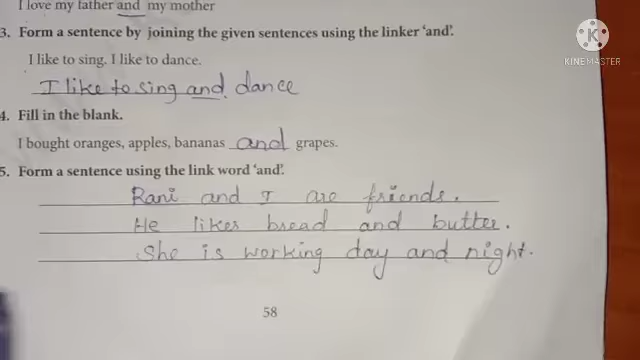 I love my father and my mother
3. Form a sentence by joining the given sentences using the linker 'and'.
I like to sing. I like to dance.
I like to sing and dance
4. Fill in the blank.
I bought oranges, apples, bananas and grapes.
5. Form a sentence using the link word 'and'.
Rani and I are friends.
He likes bread and butter.
She is working day and night.
58
K
KINEMASTER